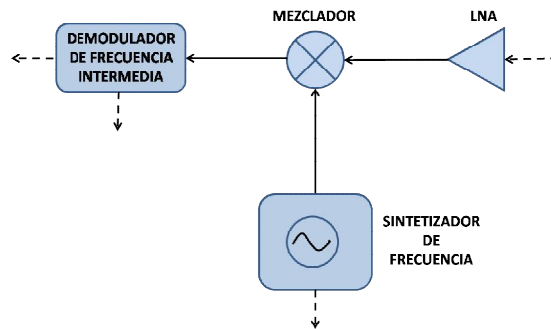 MEZCLADOR
LNA
DEMODULADOR
DE FRECUENCIA
INTERMEDIA
SINTETIZADOR
DE
FRECUENCIA